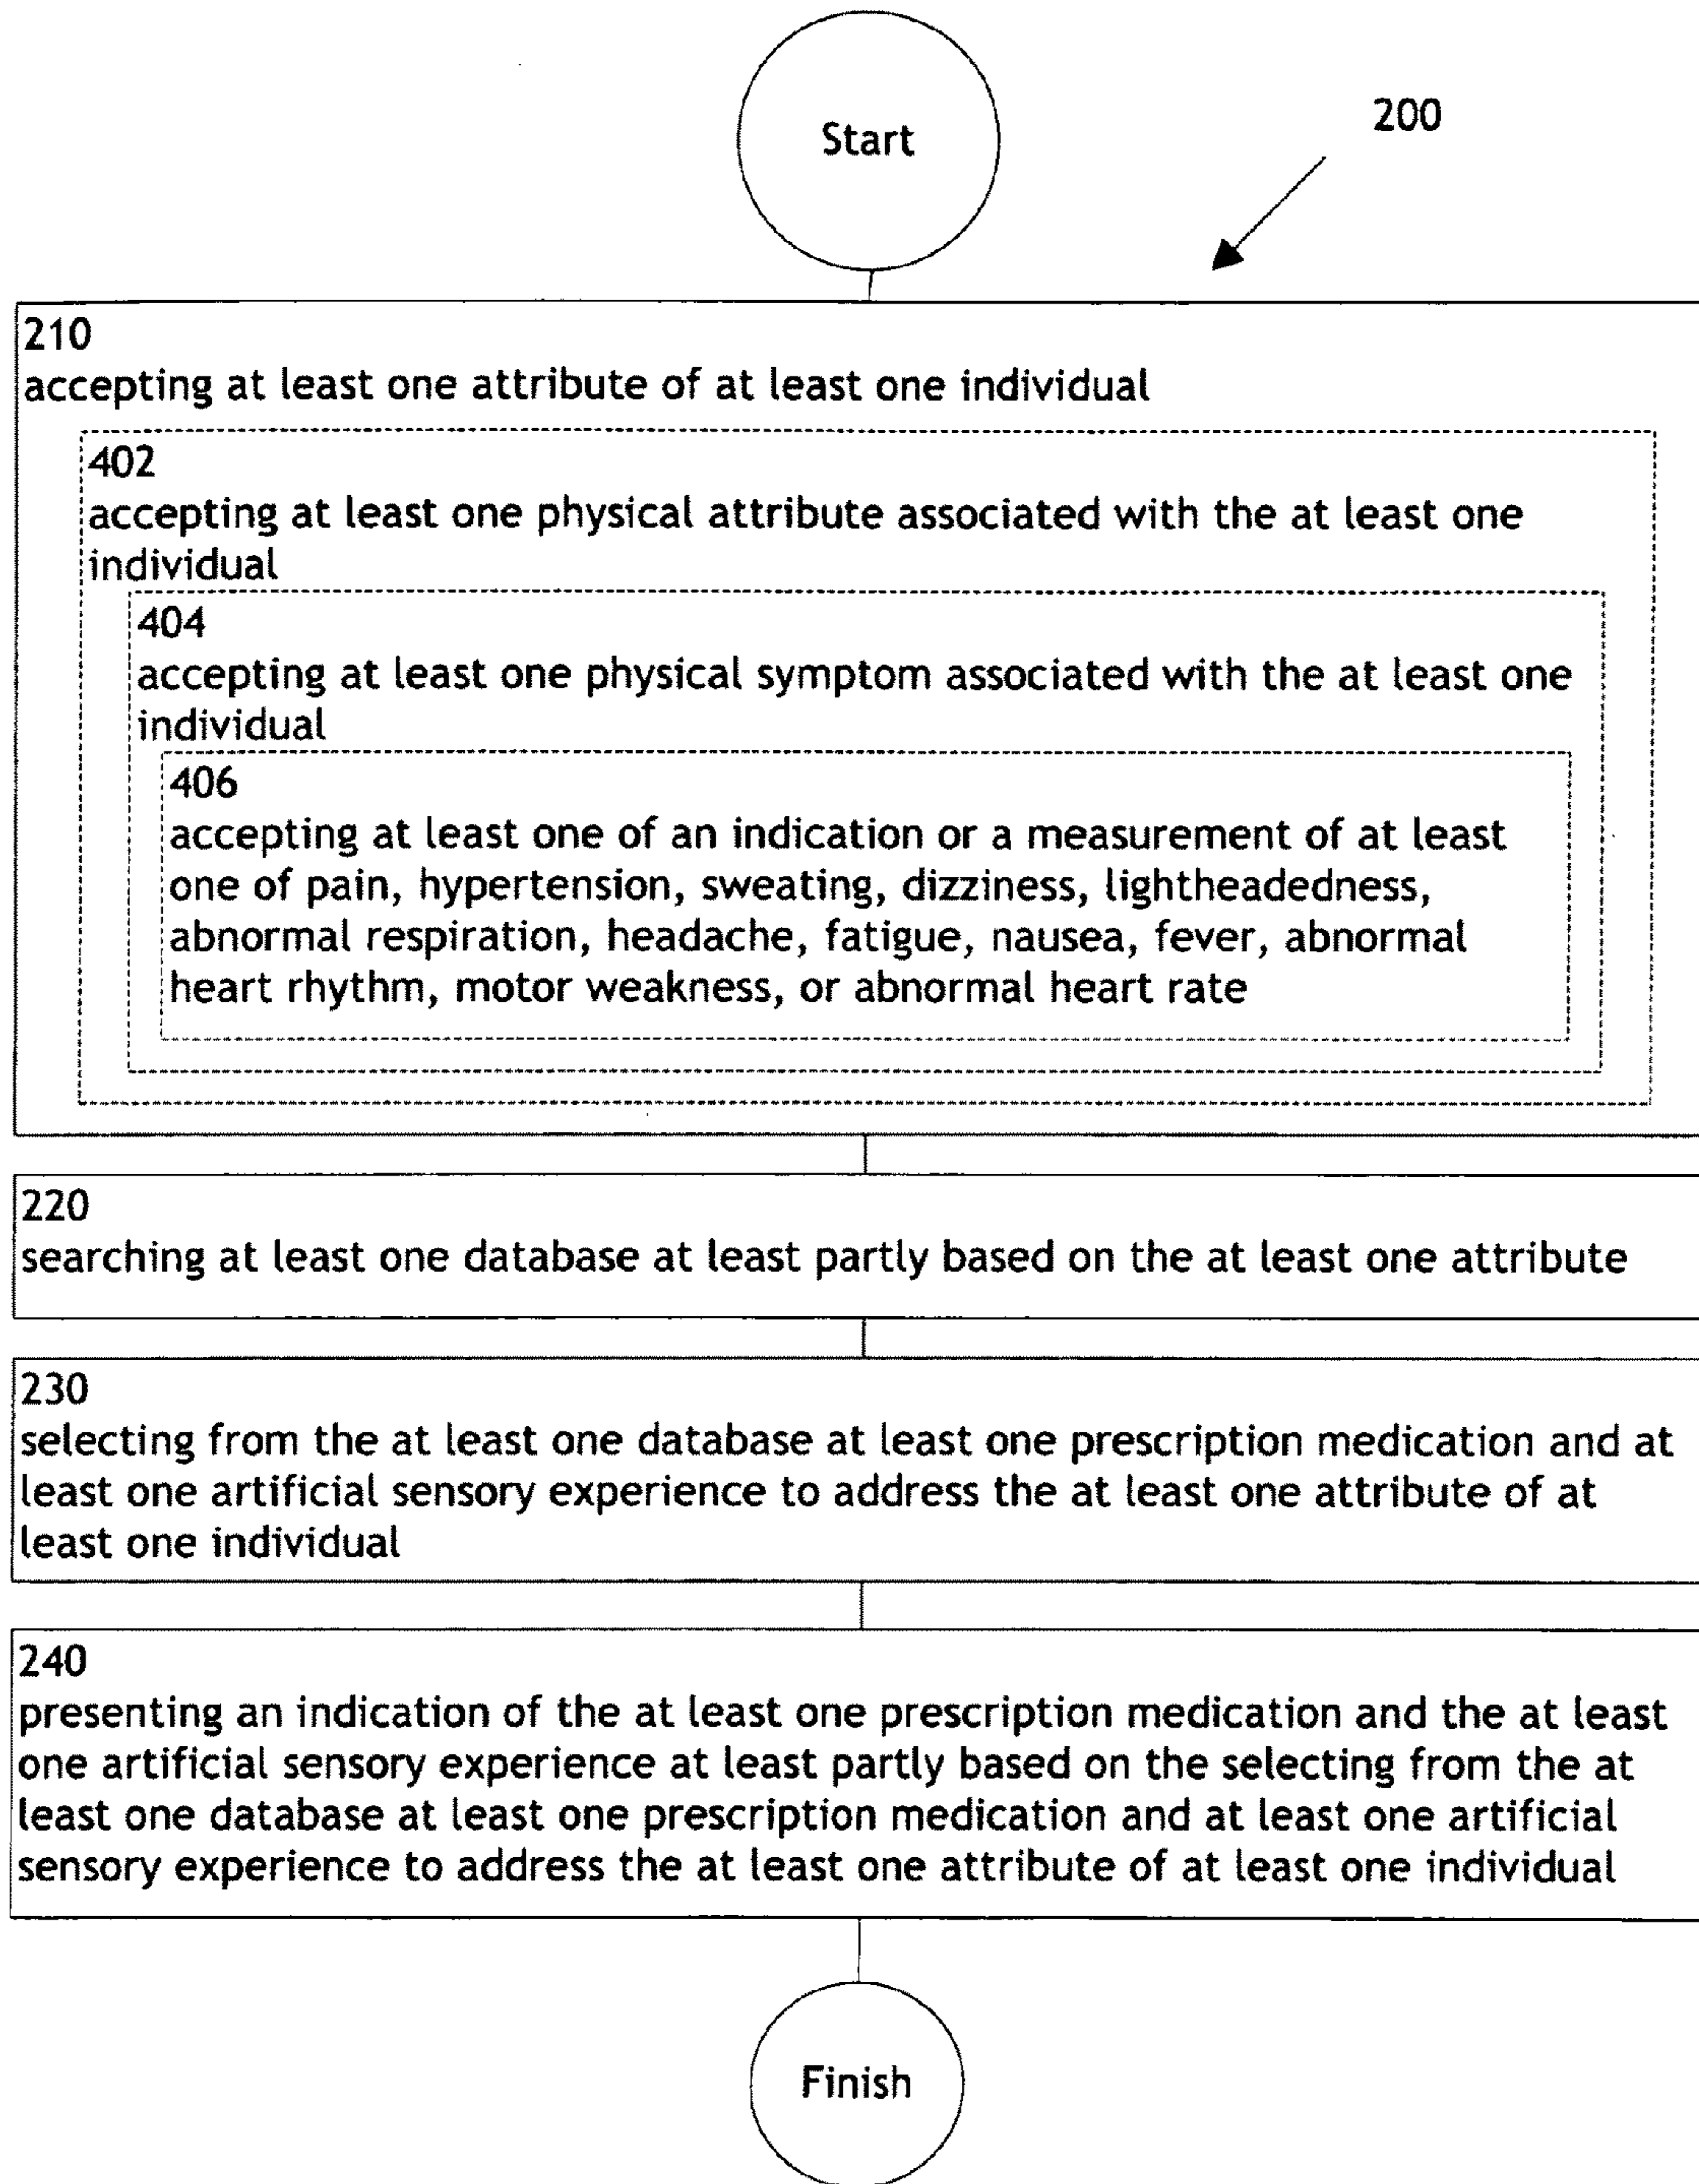 Start
200
210
accepting at least one attribute of at least one individual
402
accepting at least one physical attribute associated with the at least one
individual
404
accepting at least one physical symptom associated with the at least one
individual
406
accepting at least one of an indication or a measurement of at least
one of pain, hypertension, sweating, dizziness, lightheadedness,
abnormal respiration, headache, fatigue, nausea, fever, abnormal
heart rhythm, motor weakness, or abnormal heart rate
220
searching at least one database at least partly based on the at least one attribute
230
selecting from the at least one database at least one prescription medication and at
least one artificial sensory experience to address the at least one attribute of at
least one individual
240
presenting an indication of the at least one prescription medication and the at least
one artificial sensory experience at least partly based on the selecting from the at
least one database at least one prescription medication and at least one artificial
sensory experience to address the at least one attribute of at least one individual
Finish